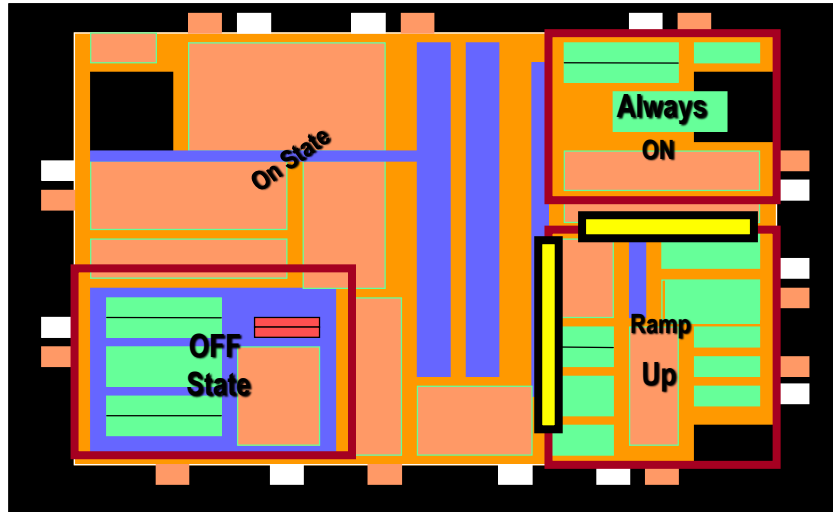 Always
ON
On State
Ramp
Up
OFF
State